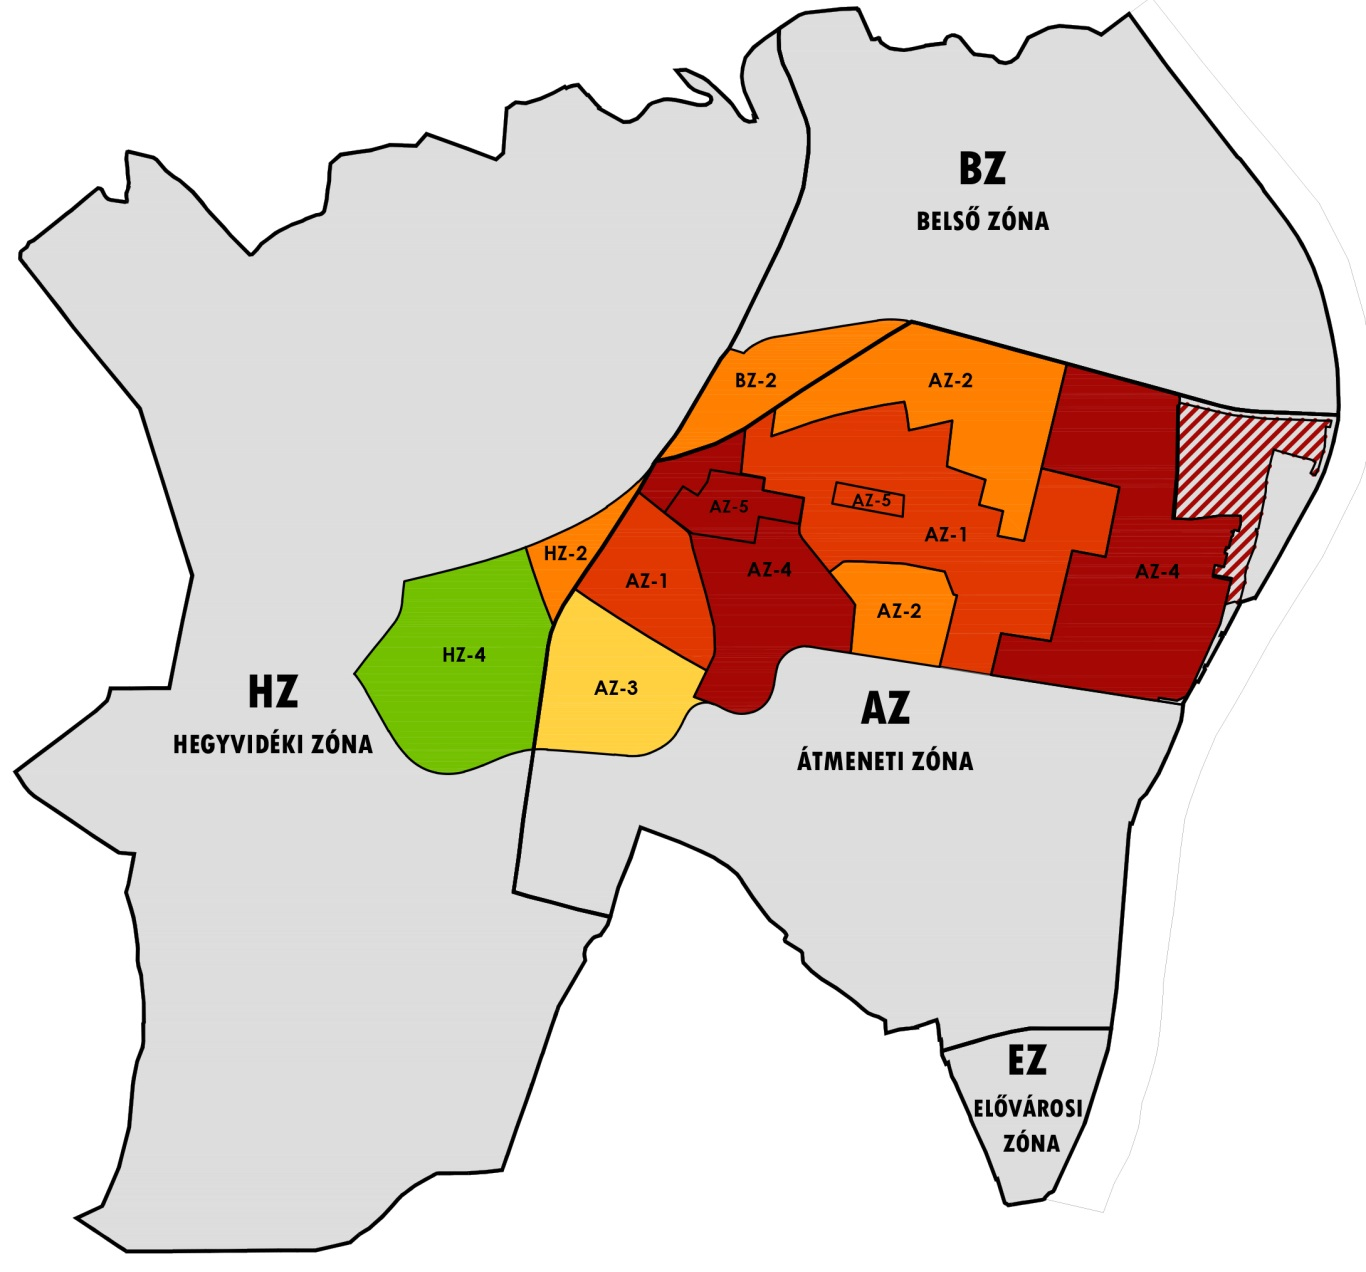 BZ
BELSŐ ZÓNA
BZ-2
AZ-2
AZ-5
AZ-5
AZ-1
HZ-2
AZ-1
AZ-4
AZ-4
AZ-2
HZ-4
AZ-3
HZ
HEGYVIDÉKI ZÓNA
AZ
ÁTMENETI ZÓNA
EZ
ELŐVÁROSI
ZÓNA